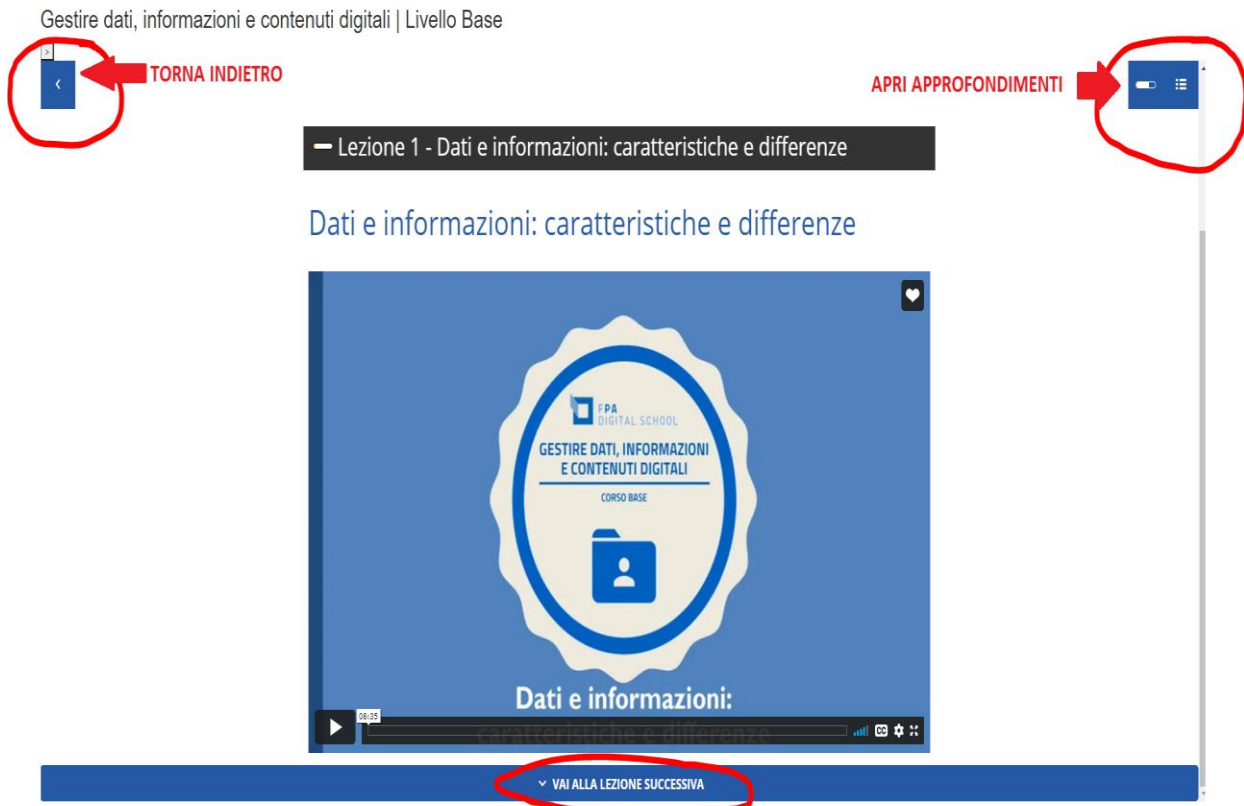 Gestire dati, informazioni e contenuti digitali | Livello Base
TORNA INDIETRO
APRI APPROFONDIMENTI
Lezione 1 - Dati e informazioni: caratteristiche e differenze
Dati e informazioni: caratteristiche e differenze
FPA
DIGITAL SCHOOL
GESTIRE DATI, INFORMAZIONI
E CONTENUTI DIGITALI
CORSO BASE
Dati e informazioni:
caratteristiche e differenze
08:35
CC
VAI ALLA LEZIONE SUCCESSIVA